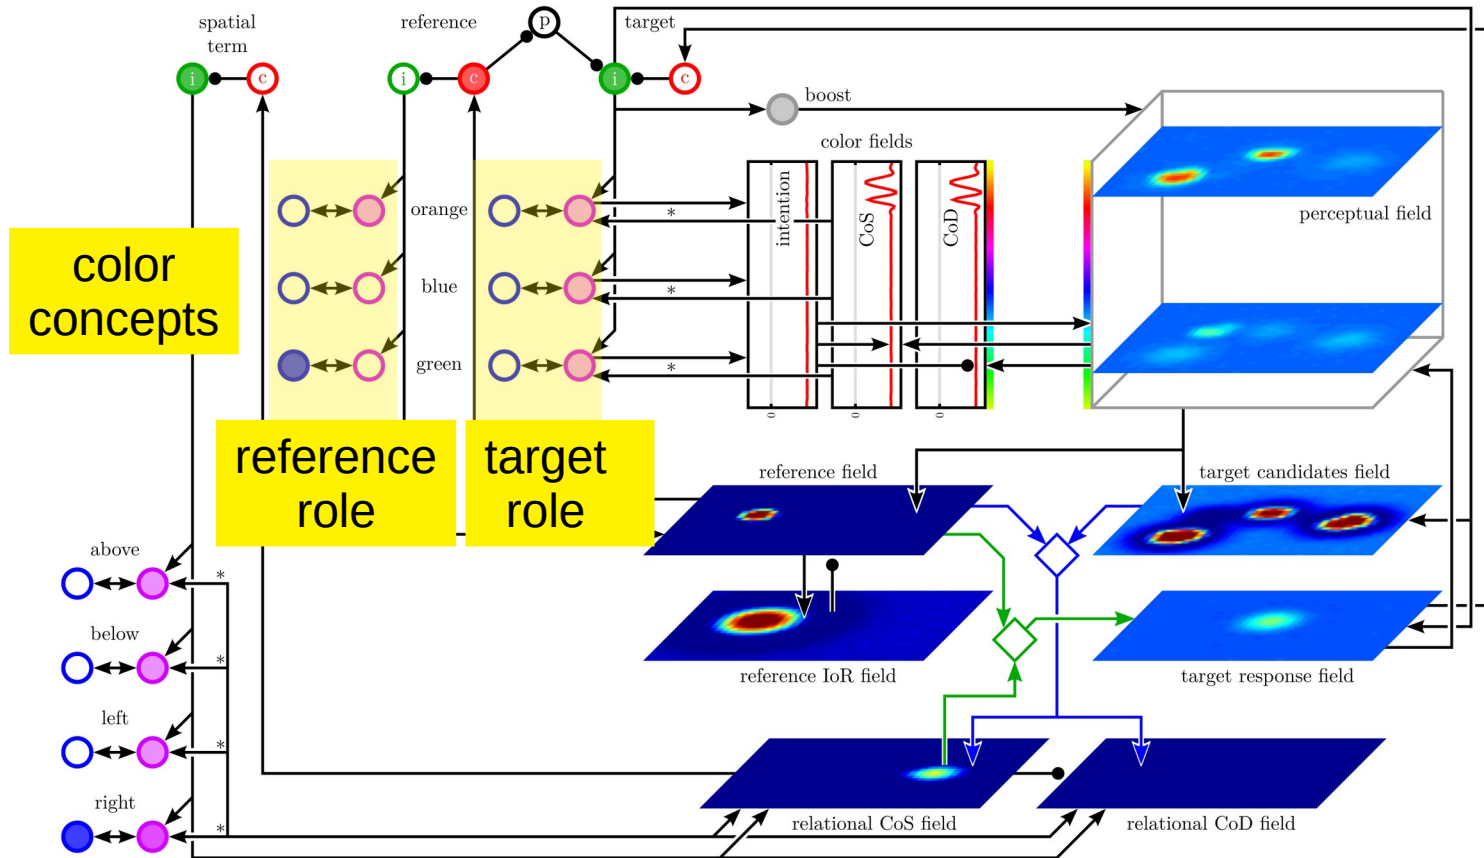 spatial
term
reference
p
target
i
c
i
c
i
c
boost
color fields
orange
blue
green
*
*
*
intention
CoS
CoD
0
0
0
perceptual field
color
concepts
reference
role
target
role
reference field
target candidates field
above
*
below
*
left
*
right
*
reference IoR field
target response field
relational CoS field
relational CoD field